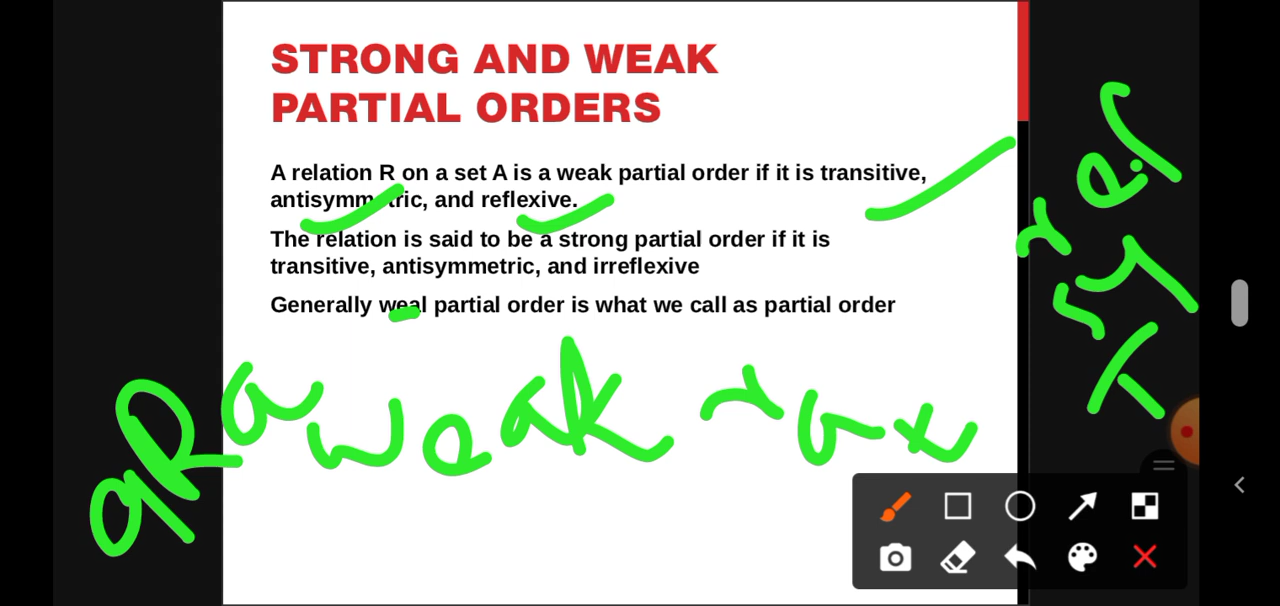 STRONG AND WEAK
PARTIAL ORDERS
A relation R on a set A is a weak partial order if it is transitive,
antisymmetric, and reflexive.
The relation is said to be a strong partial order if it is
transitive, antisymmetric, and irreflexive
Generally weal partial order is what we call as partial order
aRa weak